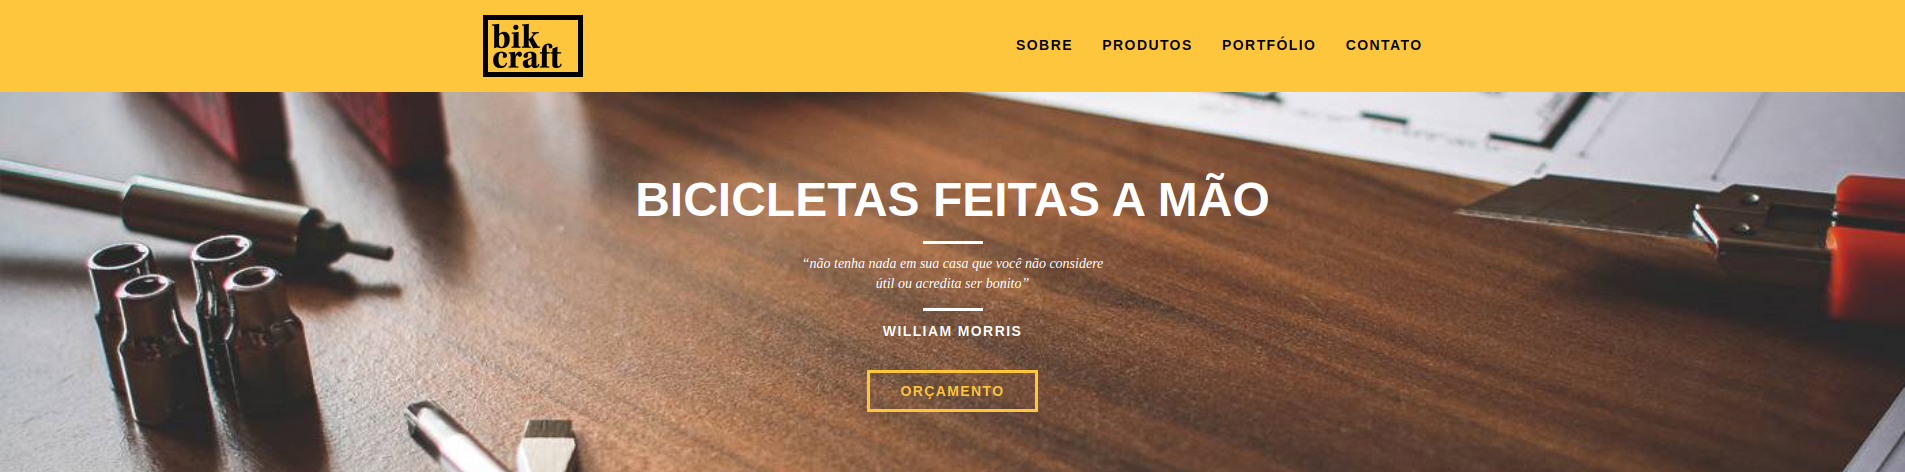 bik
craft
SOBRE PRODUTOS PORTFÓLIO CONTATO
BICICLETAS FEITAS A MÃO
“não tenha nada em sua casa que você não considere
útil ou acredita ser bonito”
WILLIAM MORRIS
ORÇAMENTO